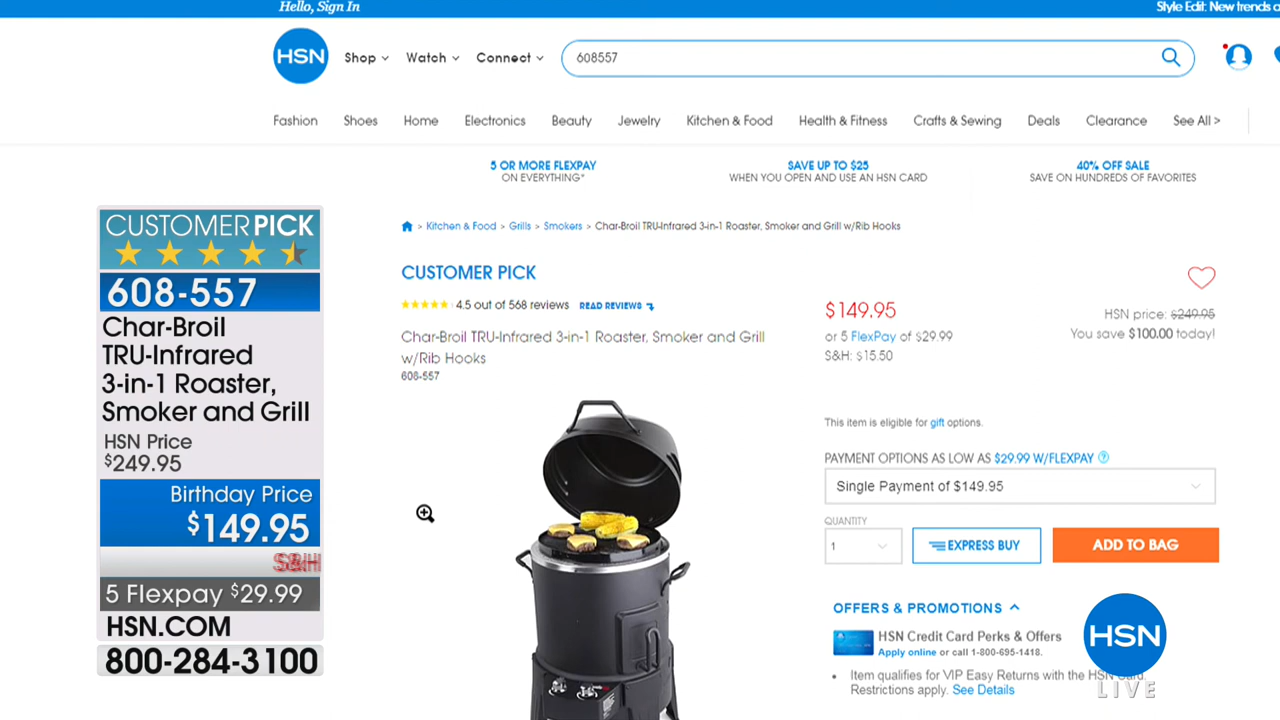 Hello, Sign In
Style Edit: New trends
HSN
Shop
Watch
Connect
608557
Fashion
Shoes
Home
Electronics
Beauty
Jewelry
Kitchen & Food
Health & Fitness
Crafts & Sewing
Deals
Clearance
See All >
5 OR MORE FLEXPAY
ON EVERYTHING*
SAVE UP TO $25
WHEN YOU OPEN AND USE AN HSN CARD
40% OFF SALE
SAVE ON HUNDREDS OF FAVORITES
CUSTOMER PICK
608-557
Char-Broil
TRU-Infrared
3-in-1 Roaster,
Smoker and Grill
HSN Price
$249.95
Birthday Price
$149.95
S&H
5 Flexpay $29.99
HSN.COM
800-284-3100
> Kitchen & Food > Grills > Smokers > Char-Broil TRU-Infrared 3-in-1 Roaster, Smoker and Grill w/Rib Hooks
CUSTOMER PICK
4.5 out of 568 reviews READ REVIEWS
Char-Broil TRU-Infrared 3-in-1 Roaster, Smoker and Grill
w/Rib Hooks
608-557
$149.95
or 5 FlexPay of $29.99
S&H: $15.50
HSN price: $249.95
You save $100.00 today!
This item is eligible for gift options.
PAYMENT OPTIONS AS LOW AS $29.99 W/FLEXPAY ?
Single Payment of $149.95
QUANTITY
1
EXPRESS BUY
ADD TO BAG
OFFERS & PROMOTIONS
HSN Credit Card Perks & Offers
Apply online or call 1-800-695-1418.
• Item qualifies for VIP Easy Returns with the HSN Card.
Restrictions apply. See Details
HSN
LIVE